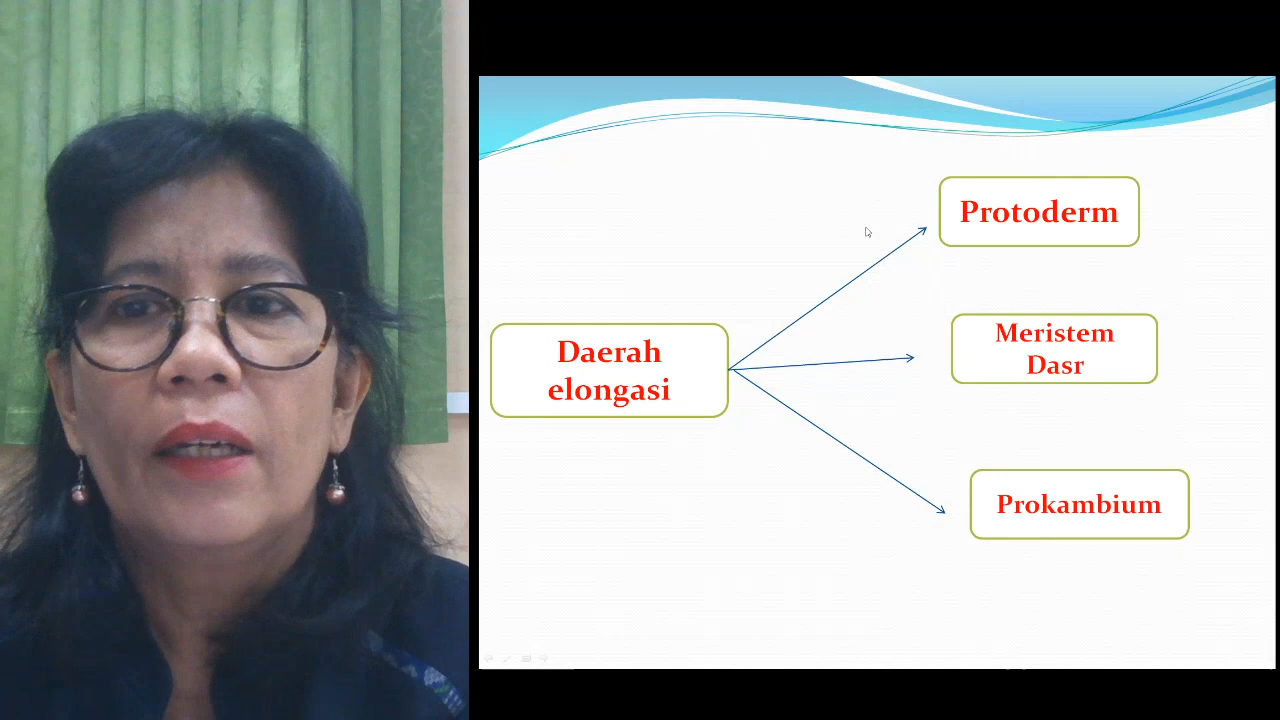 Protoderm
Daerah
elongasi
Meristem
Dasr
Prokambium